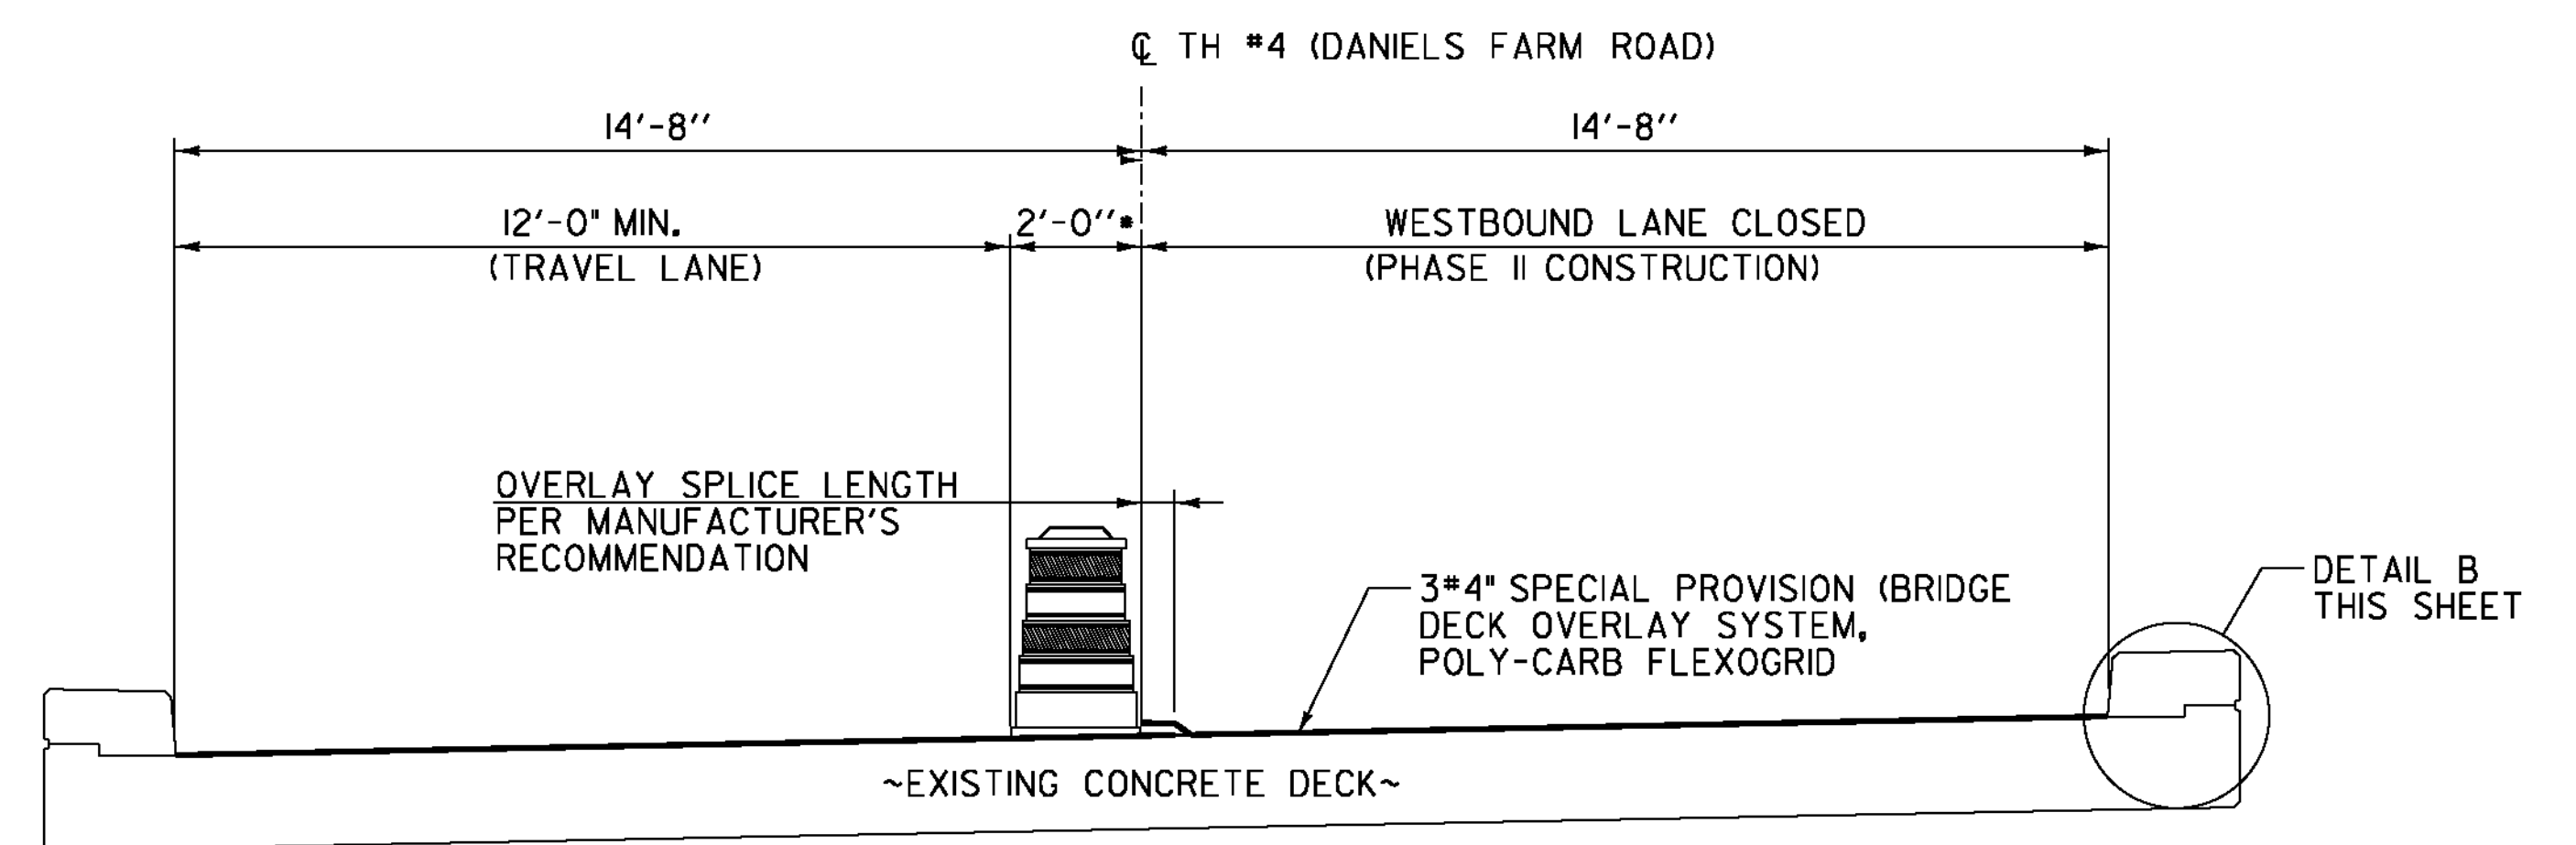 ℄ TH #4 (DANIELS FARM ROAD)
14'-8''
14'-8''
12'-0" MIN.
(TRAVEL LANE)
2'-0''*
WESTBOUND LANE CLOSED
(PHASE II CONSTRUCTION)
OVERLAY SPLICE LENGTH
PER MANUFACTURER'S
RECOMMENDATION
3#4" SPECIAL PROVISION (BRIDGE
DECK OVERLAY SYSTEM,
POLY-CARB FLEXOGRID
DETAIL B
THIS SHEET
~EXISTING CONCRETE DECK~